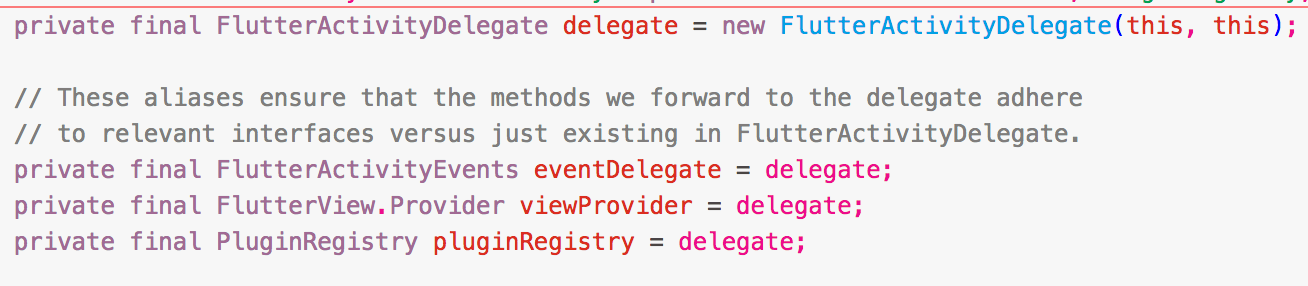 private final FlutterActivityDelegate delegate = new FlutterActivityDelegate(this, this);
// These aliases ensure that the methods we forward to the delegate adhere
// to relevant interfaces versus just existing in FlutterActivityDelegate.
private final FlutterActivityEvents eventDelegate = delegate;
private final FlutterView.Provider viewProvider = delegate;
private final PluginRegistry pluginRegistry = delegate;